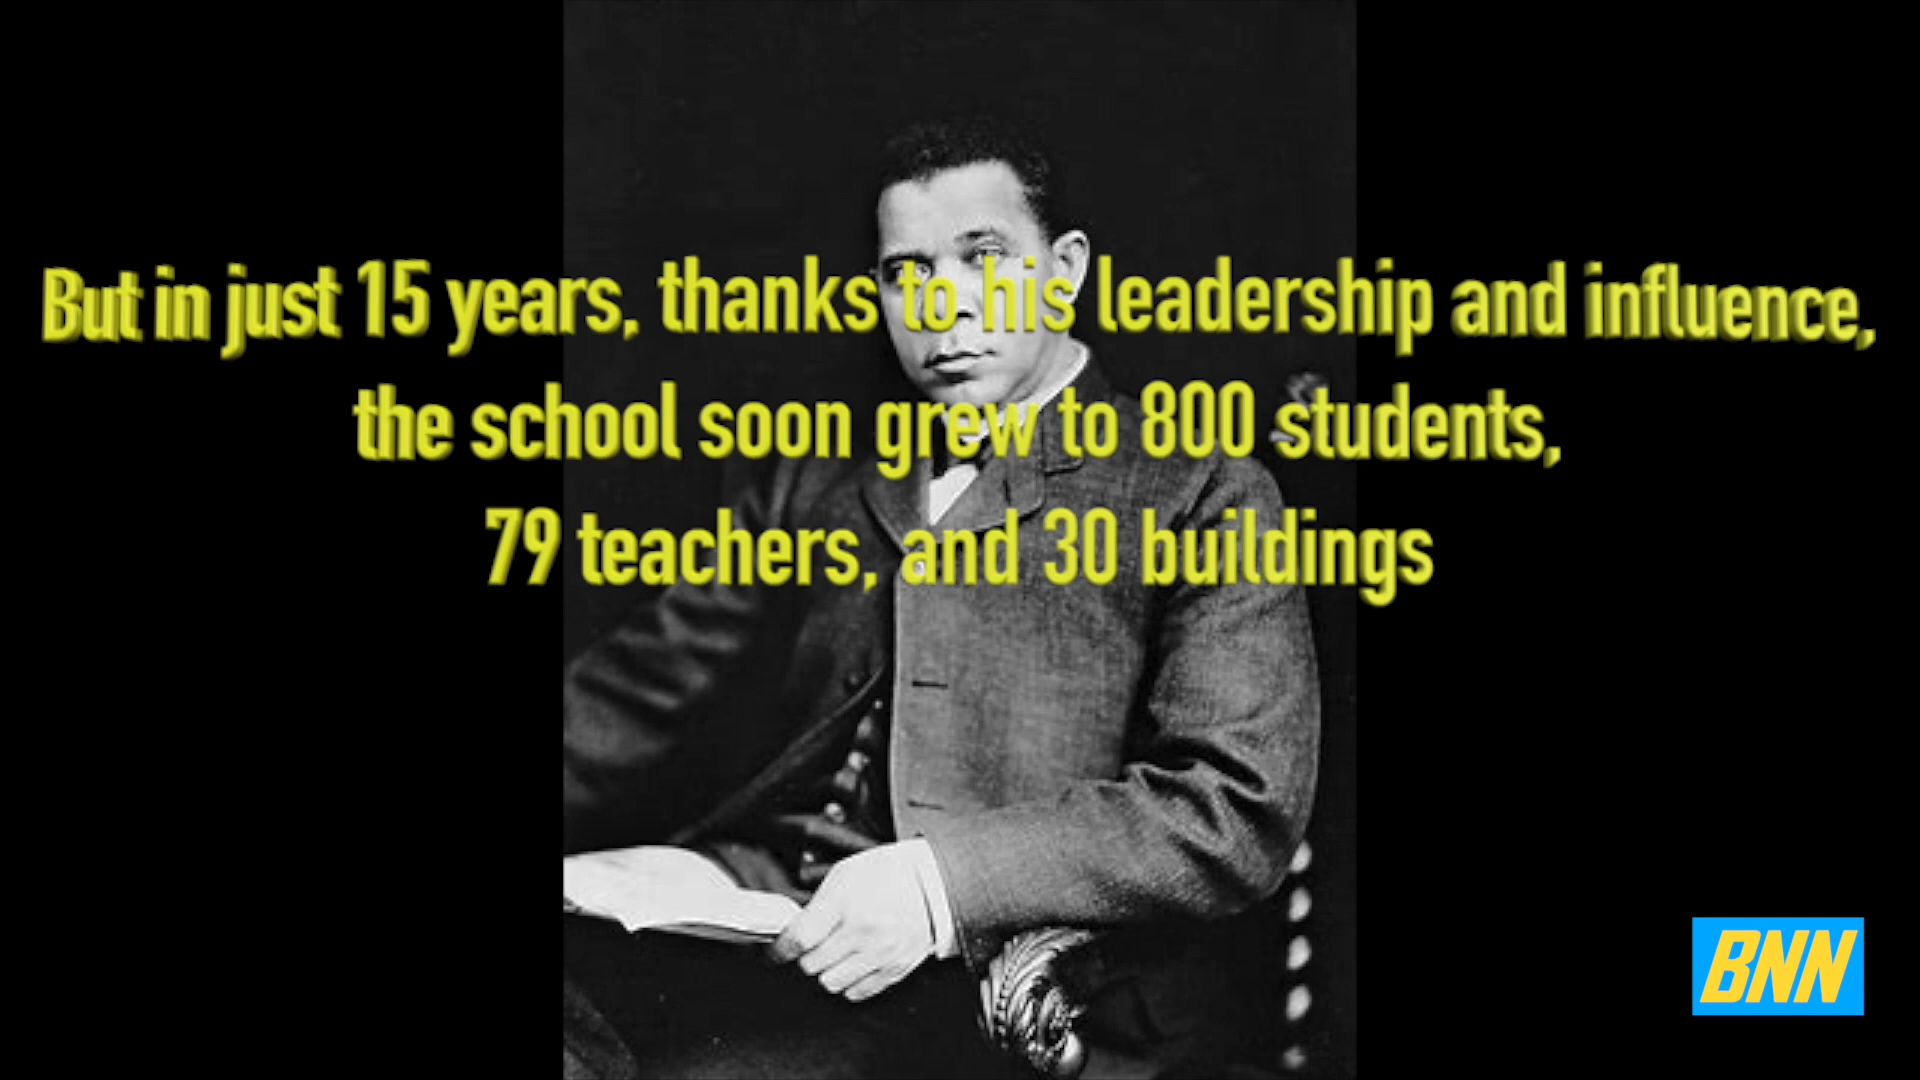 But in just 15 years, thanks to his leadership and influence,
the school soon grew to 800 students,
79 teachers, and 30 buildings
BNN